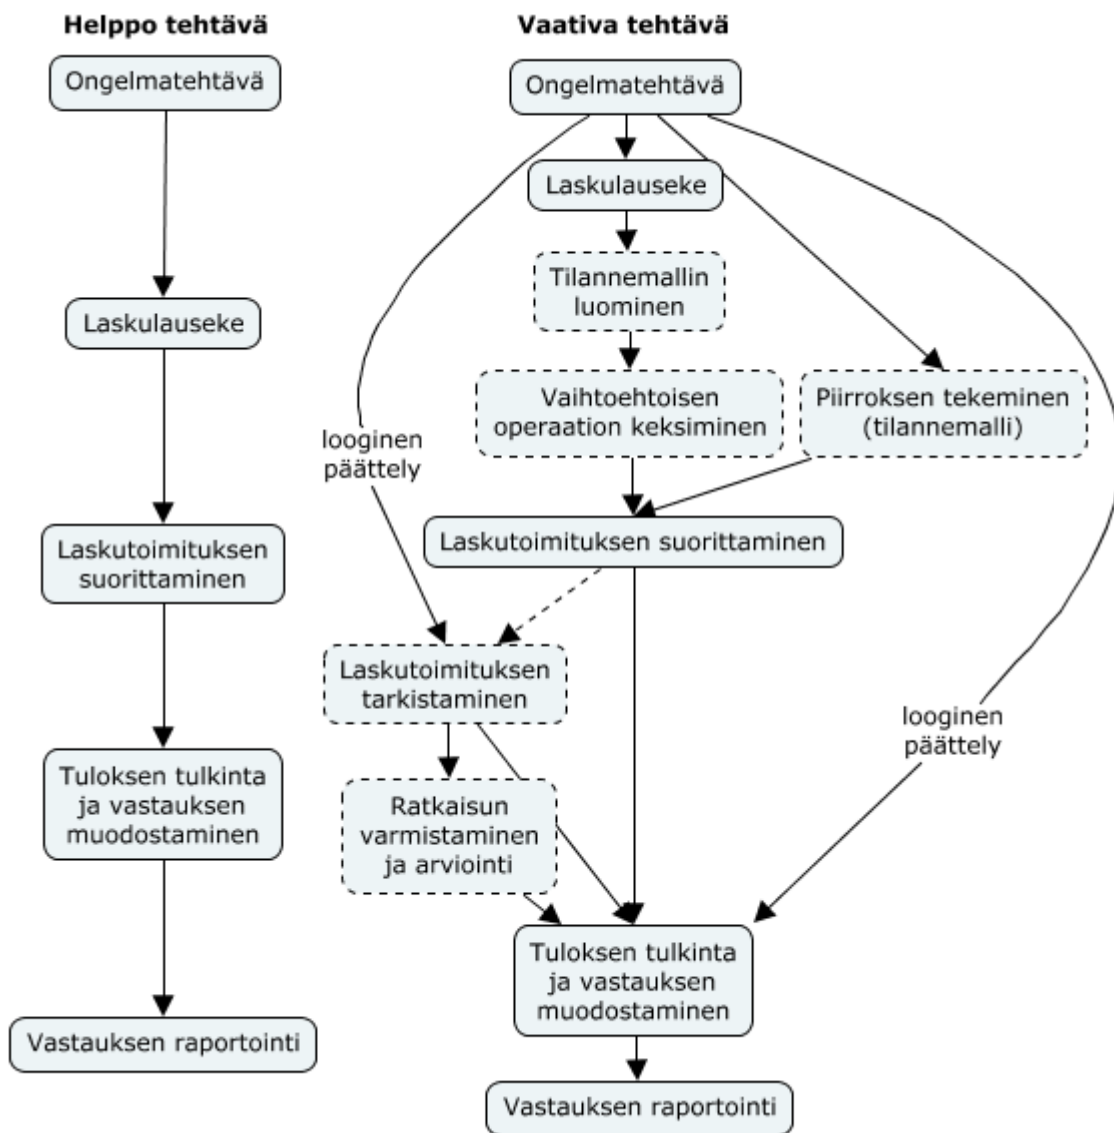 Helppo tehtävä
Ongelmatehtävä
Laskulauseke
Laskutoimituksen
suorittaminen
Tuloksen tulkinta
ja vastauksen
muodostaminen
Vastauksen raportointi
Vaativa tehtävä
Ongelmatehtävä
Laskulauseke
Tilannemallin
luominen
Vaihtoehtoisen
operaation keksiminen
Piirroksen tekeminen
(tilannemalli)
looginen
päättely
Laskutoimituksen suorittaminen
Laskutoimituksen
tarkistaminen
looginen
päättely
Ratkaisun
varmistaminen
ja arviointi
Tuloksen tulkinta
ja vastauksen
muodostaminen
Vastauksen raportointi